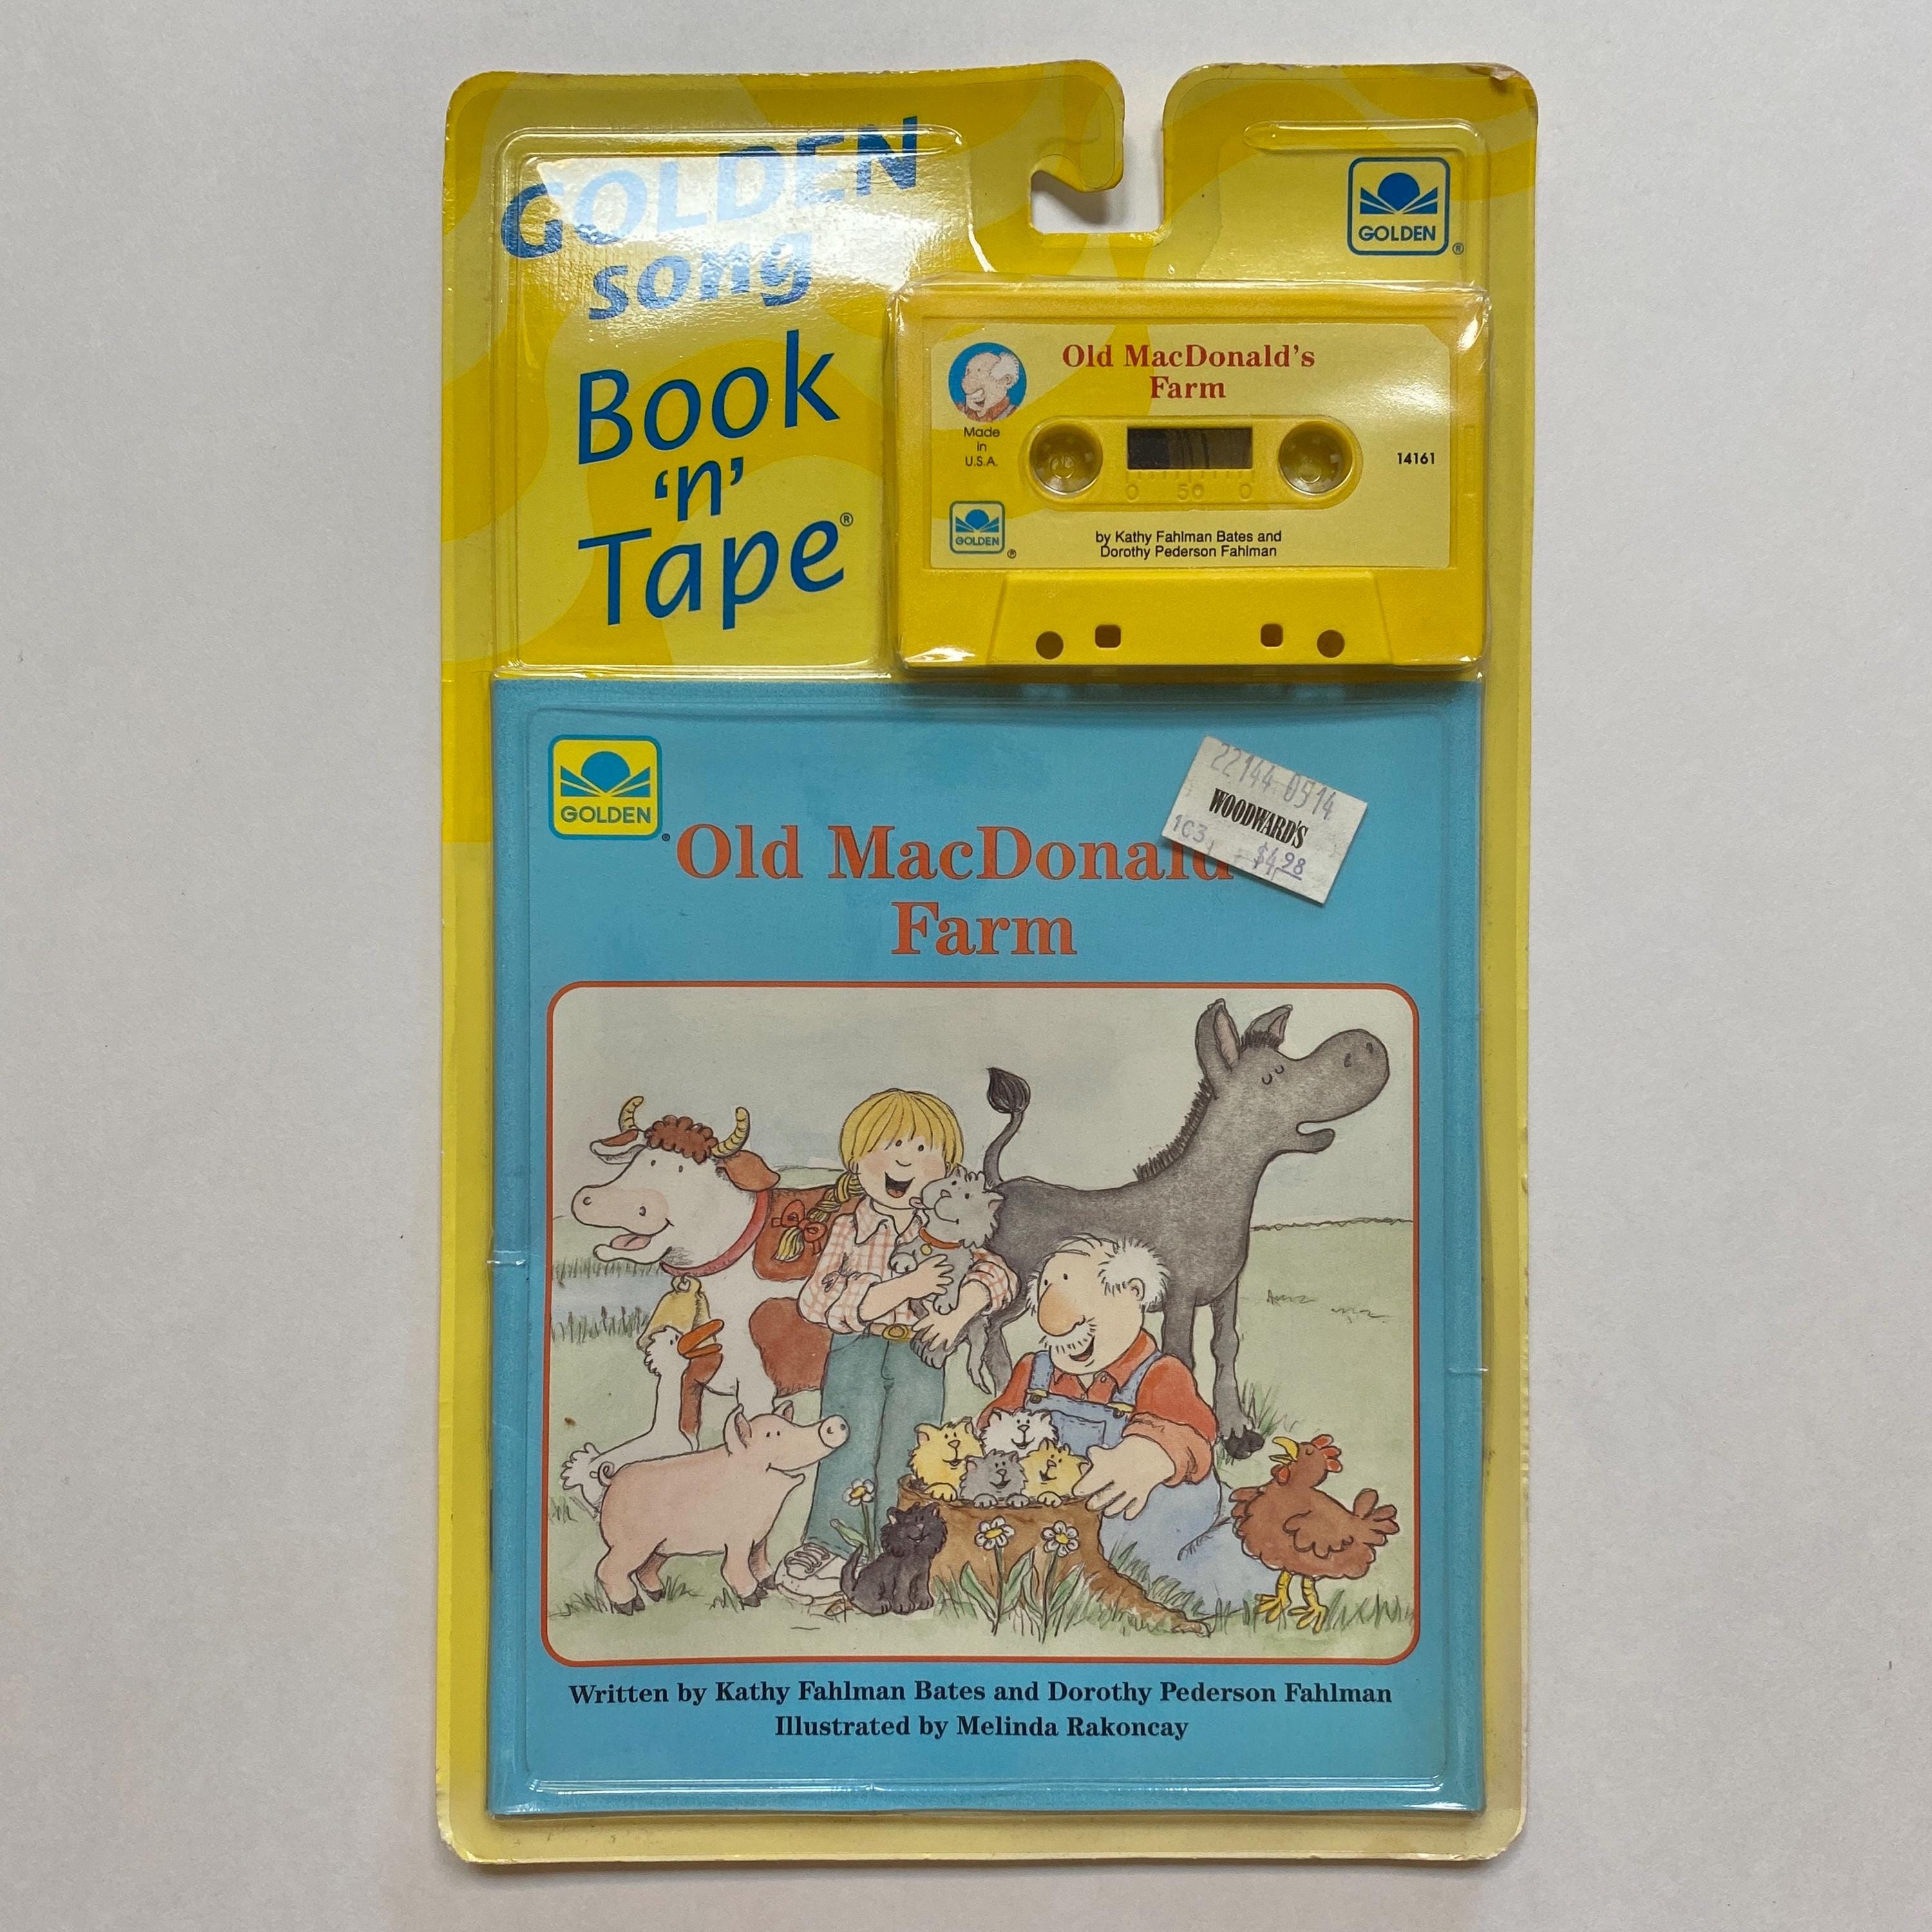 GOLDEN
song
Book
‘n’
Tape®
GOLDEN®
Old MacDonald's
Farm
Made
in
U.S.A.
14161
0 50 0
GOLDEN®
by Kathy Fahlman Bates and
Dorothy Pederson Fahlman
GOLDEN®
22144 0514
WOODWARD'S
1C3
$4.98
Old MacDonald
Farm
Written by Kathy Fahlman Bates and Dorothy Pederson Fahlman
Illustrated by Melinda Rakoncay